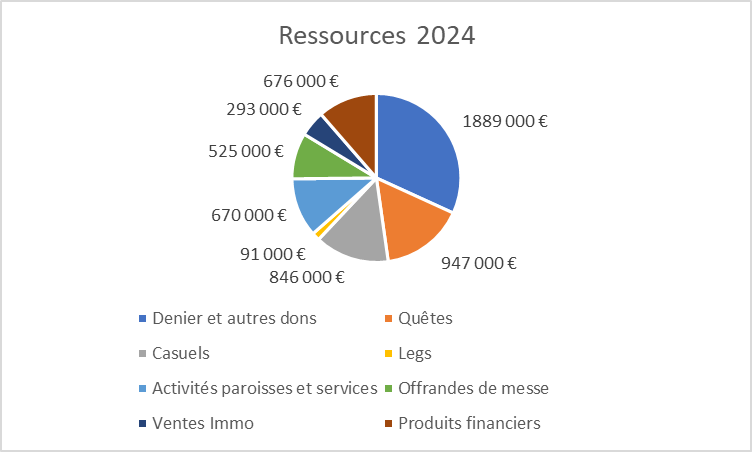 Ressources 2024
676 000 €
293 000 €
1889 000 €
525 000 €
670 000 €
91 000 €
947 000 €
846 000 €
Denier et autres dons
Quêtes
Casuels
Legs
Activités paroisses et services
Offrandes de messe
Ventes Immo
Produits financiers